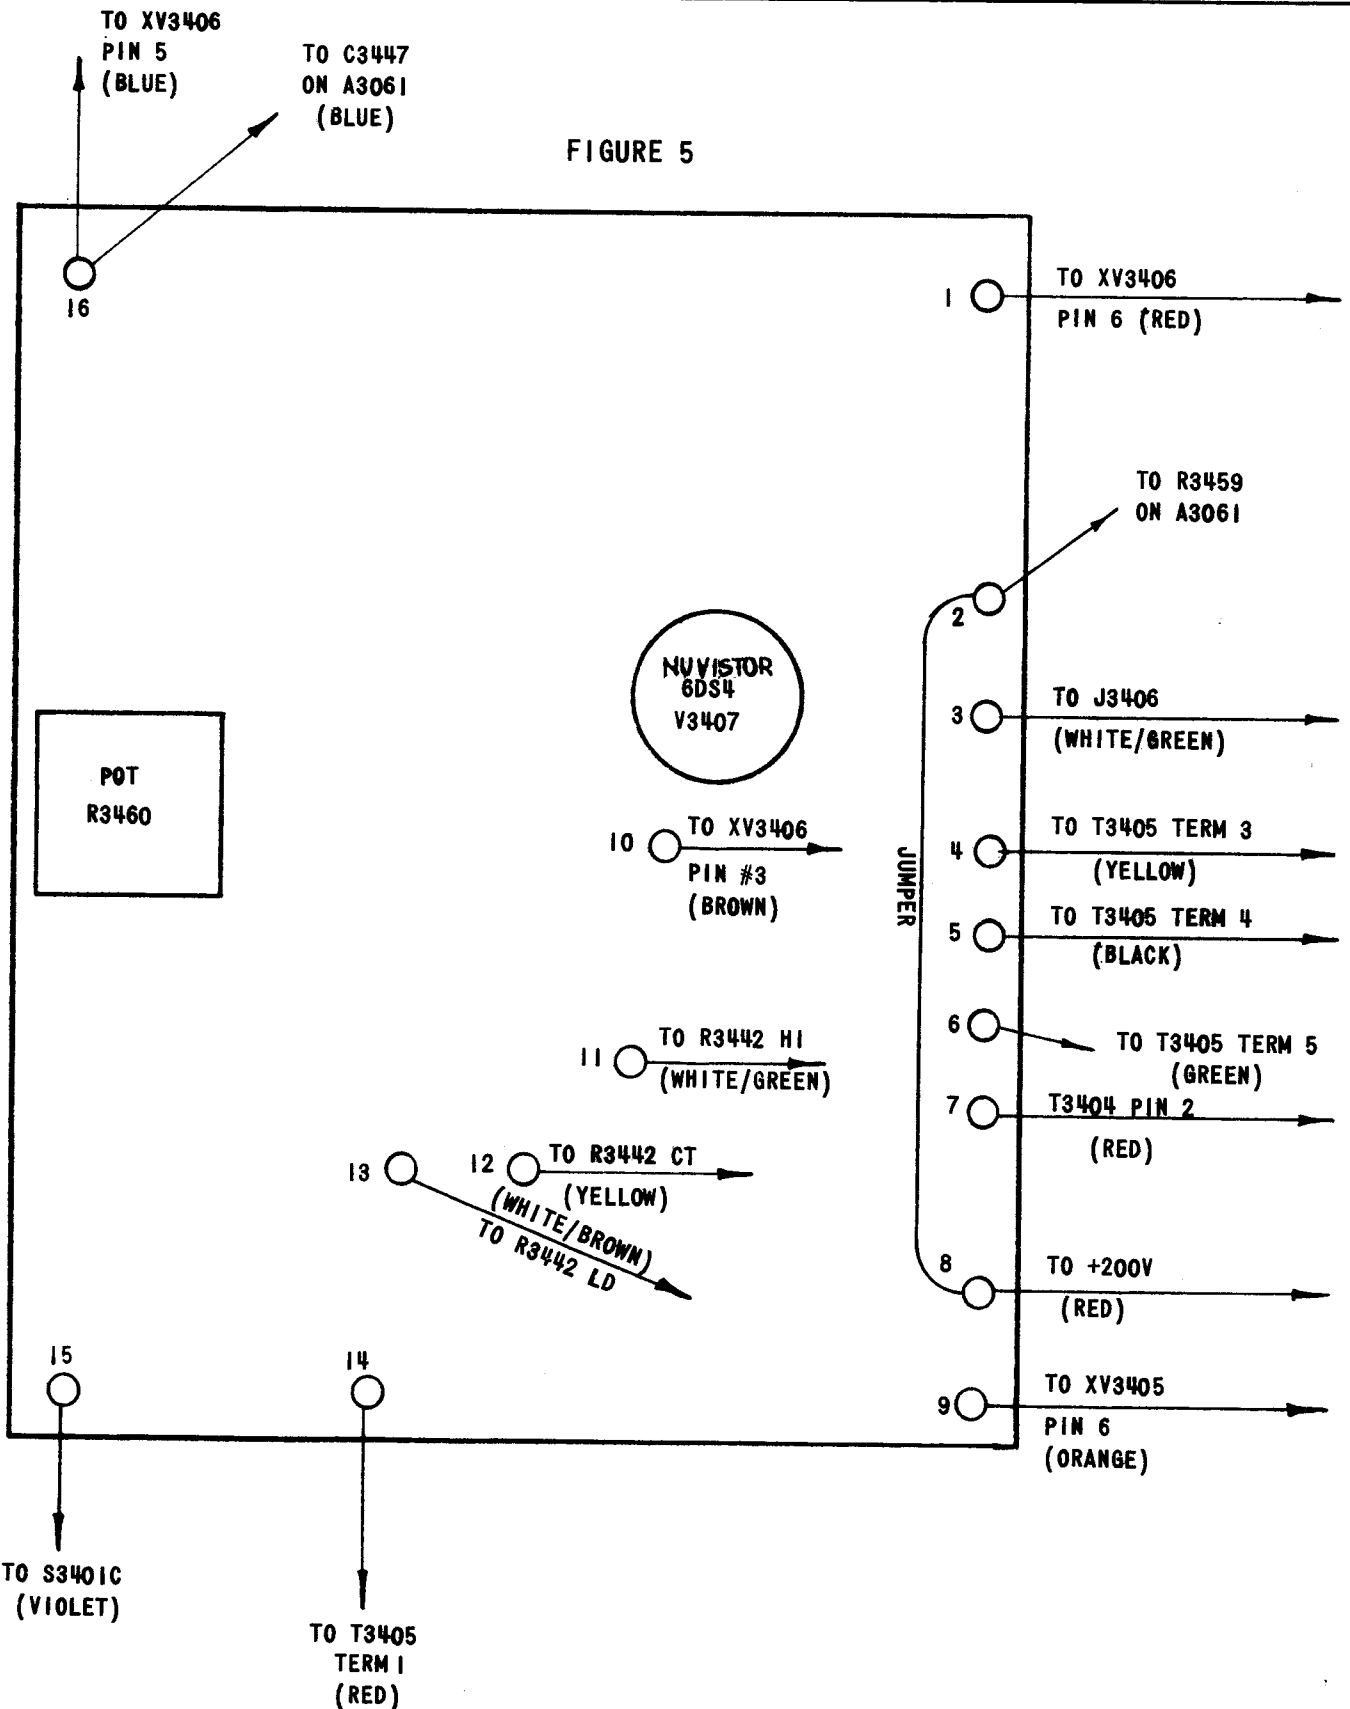 TO XV3406
PIN 5
(BLUE)
TO C3447
ON A3061
(BLUE)
FIGURE 5
16
1
TO XV3406
PIN 6 (RED)
TO R3459
ON A3061
2
NUVISTOR
6DS4
V3407
3
TO J3406
(WHITE/GREEN)
POT
R3460
10
TO XV3406
PIN #3
(BROWN)
JUMPER
4
TO T3405 TERM 3
(YELLOW)
5
TO T3405 TERM 4
(BLACK)
6
TO T3405 TERM 5
(GREEN)
11
TO R3442 HI
(WHITE/GREEN)
7
T3404 PIN 2
(RED)
13
12
TO R3442 CT
(YELLOW)
(WHITE/BROWN)
TO R3442 LD
8
TO +200V
(RED)
15
14
9
TO XV3405
PIN 6
(ORANGE)
TO S3401C
(VIOLET)
TO T3405
TERM 1
(RED)